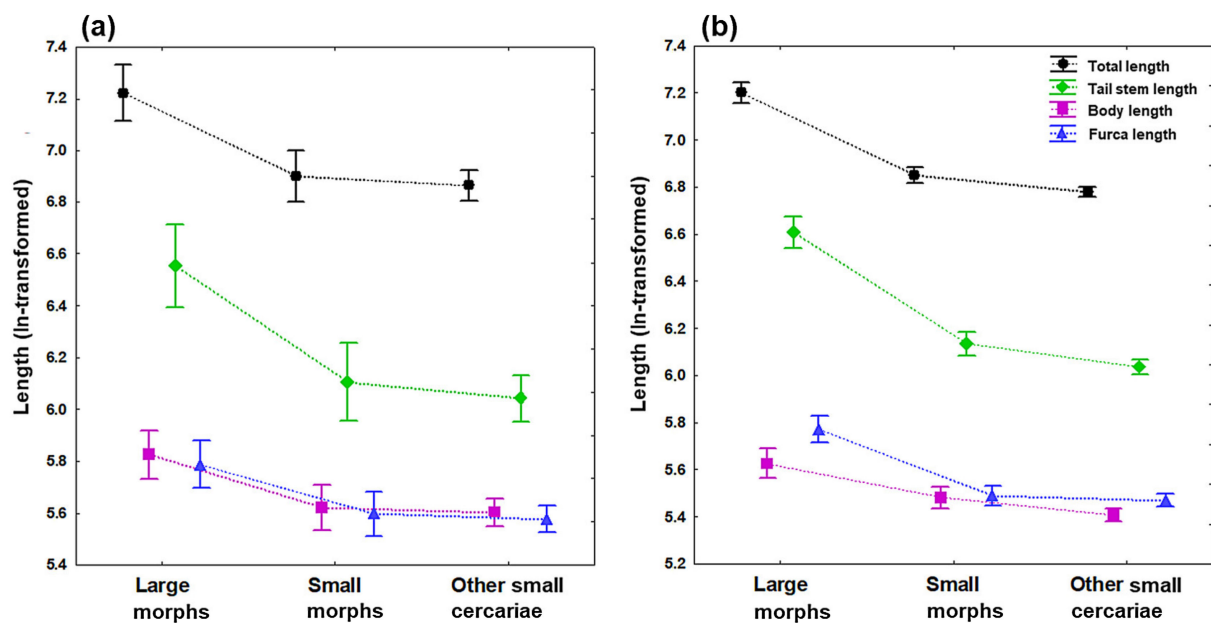 (a)
7.4
7.2
7.0
6.8
6.6
6.4
6.2
6.0
5.8
5.6
5.4
Length (ln-transformed)
Large morphs
Small morphs
Other small cercariae
(b)
7.4
7.2
7.0
6.8
6.6
6.4
6.2
6.0
5.8
5.6
5.4
5.2
Length (ln-transformed)
Total length
Tail stem length
Body length
Furca length
Large morphs
Small morphs
Other small cercariae